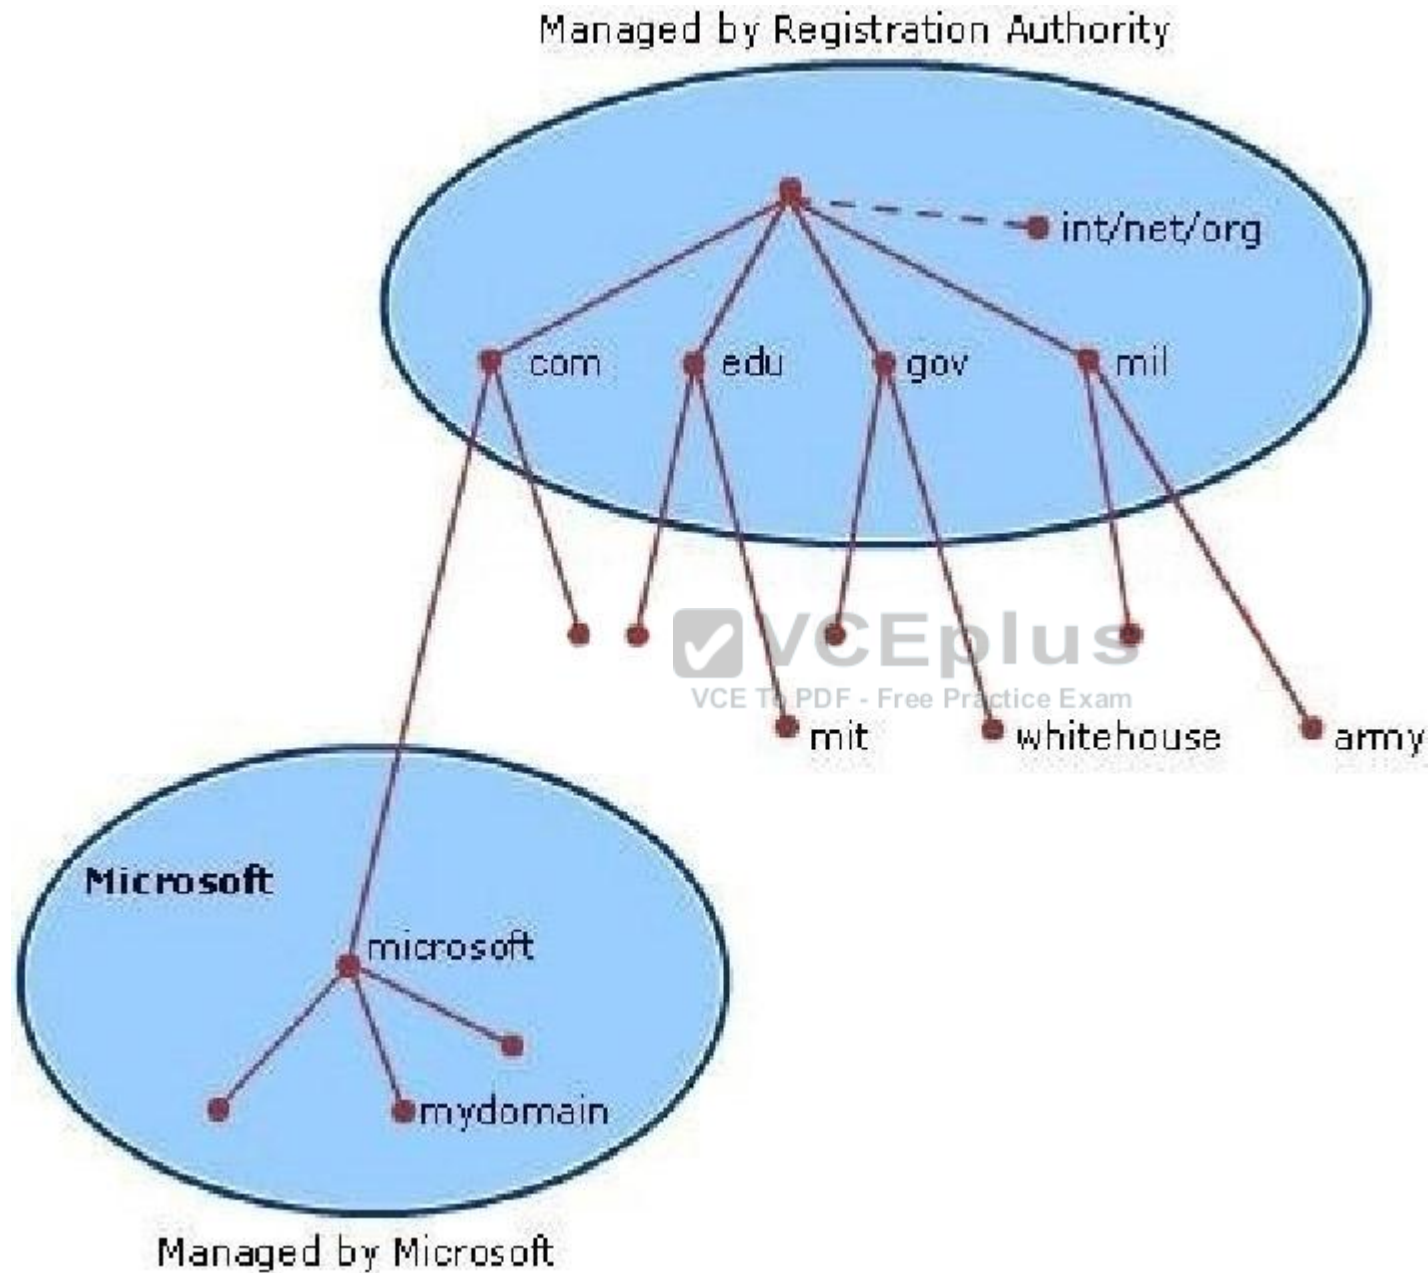 Managed by Registration Authority
int/net/org
com
edu
gov
mil
VCEplus
VCE To PDF - Free Practice Exam
mit
whitehouse
army
Microsoft
microsoft
mydomain
Managed by Microsoft